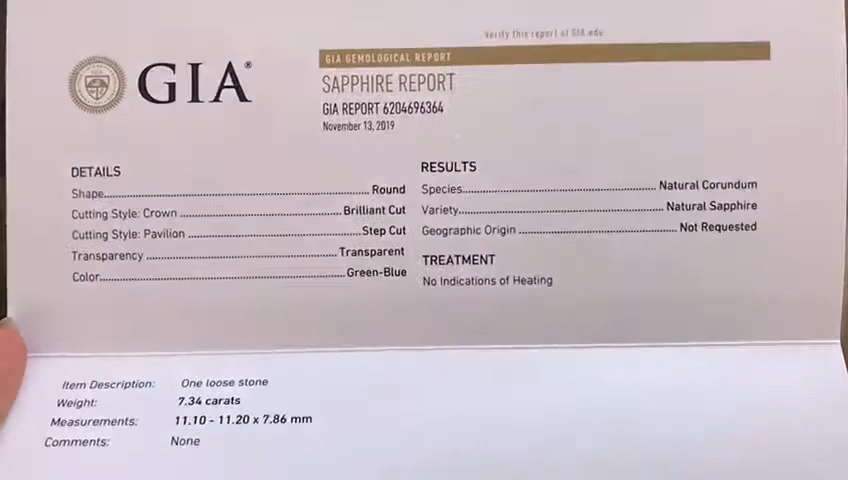 Verify this report at GIA.edu
GIA®
GIA GEMOLOGICAL REPORT
SAPPHIRE REPORT
GIA REPORT 6204696364
November 13, 2019
DETAILS
Shape Round
Cutting Style: Crown Brilliant Cut
Cutting Style: Pavilion Step Cut
Transparency Transparent
Color Green-Blue
RESULTS
Species Natural Corundum
Variety Natural Sapphire
Geographic Origin Not Requested
TREATMENT
No Indications of Heating
Item Description: One loose stone
Weight: 7.34 carats
Measurements: 11.10 - 11.20 x 7.86 mm
Comments: None